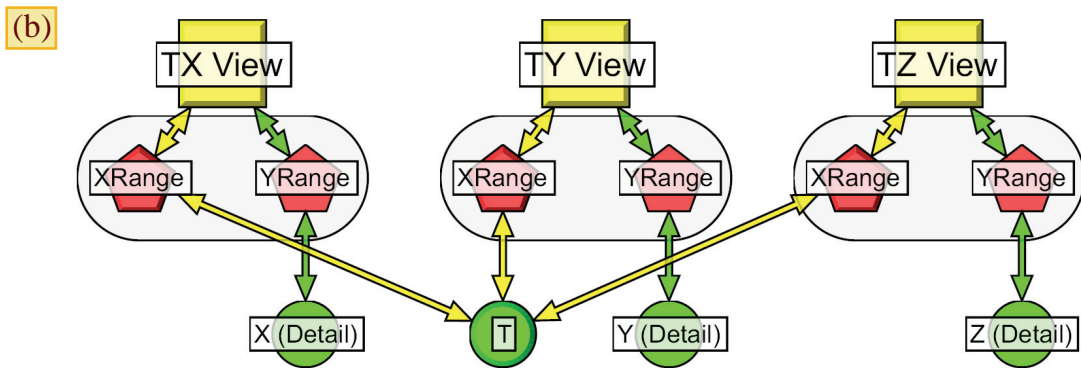 (b)
TX View
TY View
TZ View
XRange
YRange
XRange
YRange
XRange
YRange
X (Detail)
T
Y (Detail)
Z (Detail)